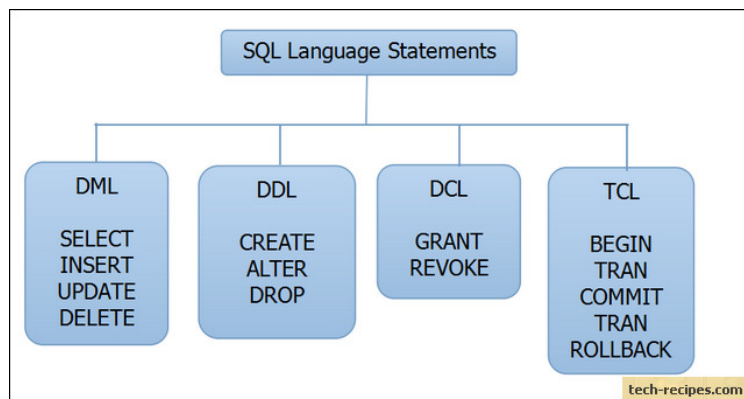 SQL Language Statements
DML
SELECT
INSERT
UPDATE
DELETE
DDL
CREATE
ALTER
DROP
DCL
GRANT
REVOKE
TCL
BEGIN
TRAN
COMMIT
TRAN
ROLLBACK
tech-recipes.com